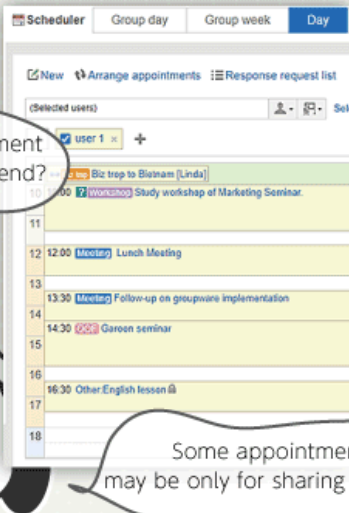 Scheduler Group day Group week Day
New Arrange appointments Response request list
(Selected users)
user 1 × +
ment
end?
Biz trop to Bietnam [Linda]
10 ? Workshop Study workshop of Marketing Seminar.
11
12 12:00 Meeting Lunch Meeting
13
13:30 Meeting Follow-up on groupware implementation
14
14:30 OOF Garoon seminar
15
16
16:30 Other:English lesson
17
18
Some appointmen
may be only for sharing